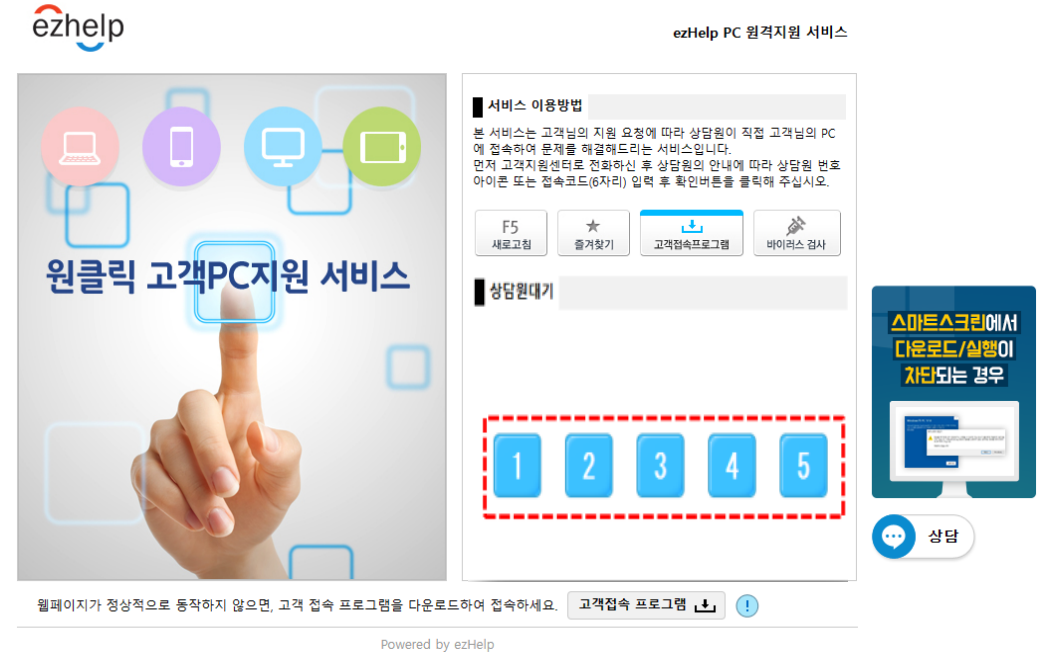 ezhelp
ezHelp PC 원격지원 서비스
원클릭 고객PC지원 서비스
서비스 이용방법
본 서비스는 고객님의 지원 요청에 따라 상담원이 직접 고객님의 PC
에 접속하여 문제를 해결해드리는 서비스입니다.
먼저 고객지원센터로 전화하신 후 상담원의 안내에 따라 상담원 번호
아이콘 또는 접속코드(6자리) 입력 후 확인버튼을 클릭해 주십시오.
F5
새로고침
즐겨찾기
고객접속프로그램
바이러스 검사
상담원대기
1 2 3 4 5
스마트스크린에서
다운로드/실행이
차단되는 경우
상담
웹페이지가 정상적으로 동작하지 않으면, 고객 접속 프로그램을 다운로드하여 접속하세요. 고객접속 프로그램 !
Powered by ezHelp